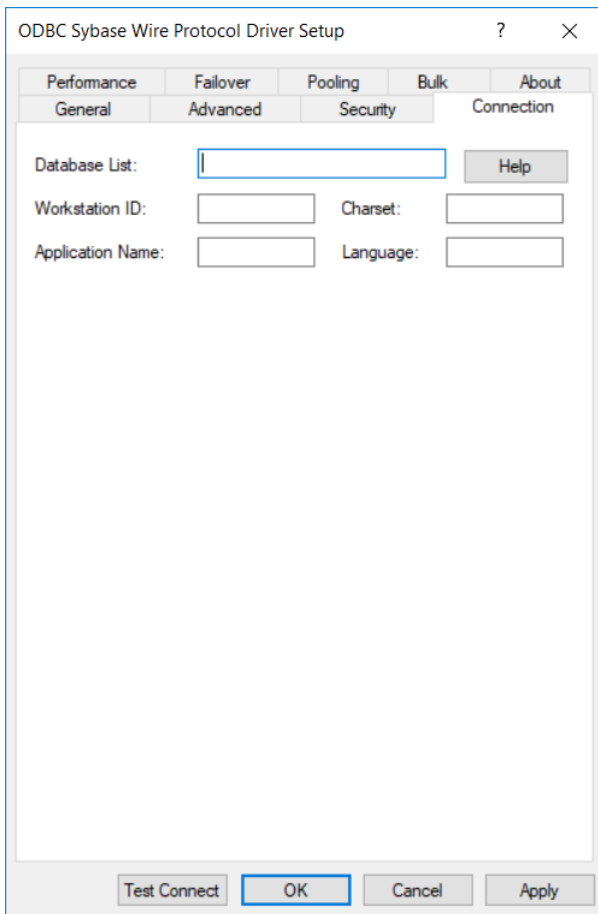 ODBC Sybase Wire Protocol Driver Setup ?
Performance Failover Pooling Bulk About
General Advanced Security Connection
Database List: Help
Workstation ID: Charset:
Application Name: Language:
Test Connect OK Cancel Apply